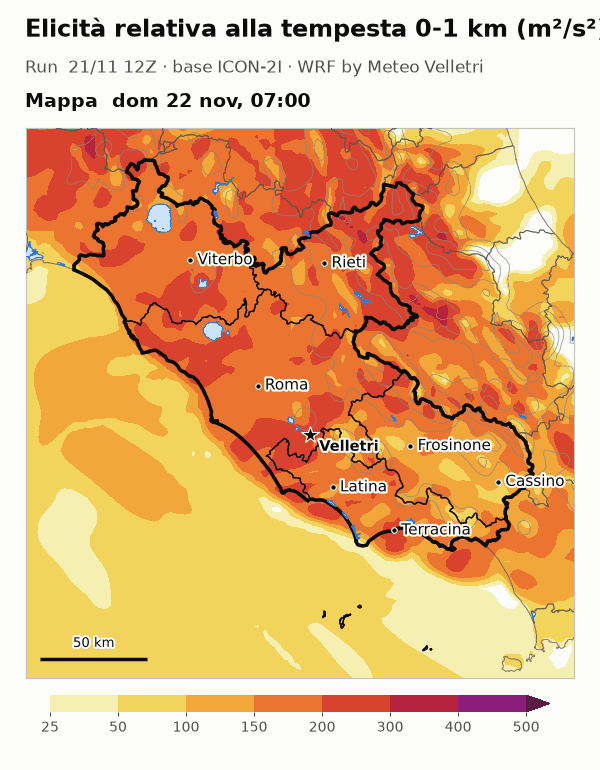 Elicità relativa alla tempesta 0-1 km (m²/s²)
Run 21/11 12Z · base ICON-2I · WRF by Meteo Velletri
Mappa dom 22 nov, 07:00
Viterbo
Rieti
Roma
Velletri
Frosinone
Cassino
Latina
Terracina
50 km
25 50 100 150 200 300 400 500